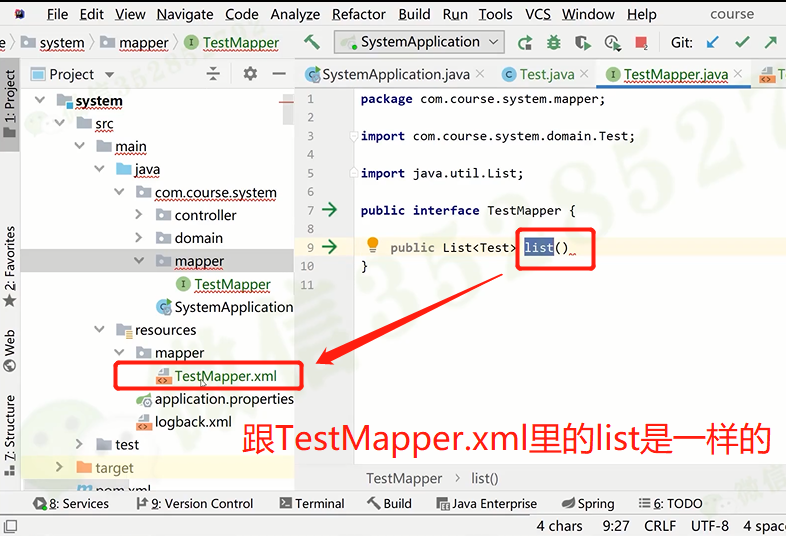 File Edit View Navigate Code Analyze Refactor Build Run Tools VCS Window Help course
system mapper TestMapper SystemApplication Git:
Project
SystemApplication.java Test.java TestMapper.java
1: Project
2: Favorites
Web
Z: Structure
system
src
main
java
com.course.system
controller
domain
mapper
TestMapper
SystemApplication
resources
mapper
TestMapper.xml
application.properties
logback.xml
test
target
pom.xml
1 package com.course.system.mapper;
2
3 import com.course.system.domain.Test;
4
5 import java.util.List;
6
7 public interface TestMapper {
8
9 public List<Test> list()
10 }
11
跟TestMapper.xml里的list是一样的
TestMapper > list()
8: Services 9: Version Control Terminal Build Java Enterprise Spring 6: TODO
4 chars 9:27 CRLF UTF-8 4 spac